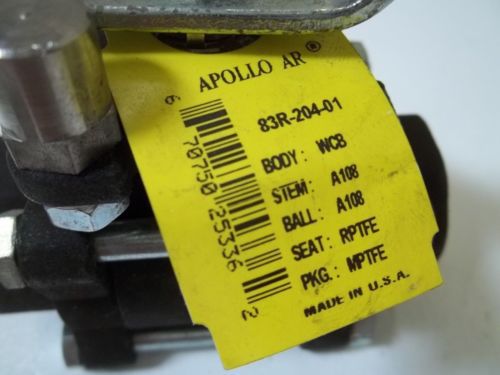 APOLLO AR®
83R-204-01
BODY: WCB
STEM: A108
BALL: A108
SEAT: RPTFE
PKG.: MPTFE
MADE IN U.S.A.
6 70750 25336 2